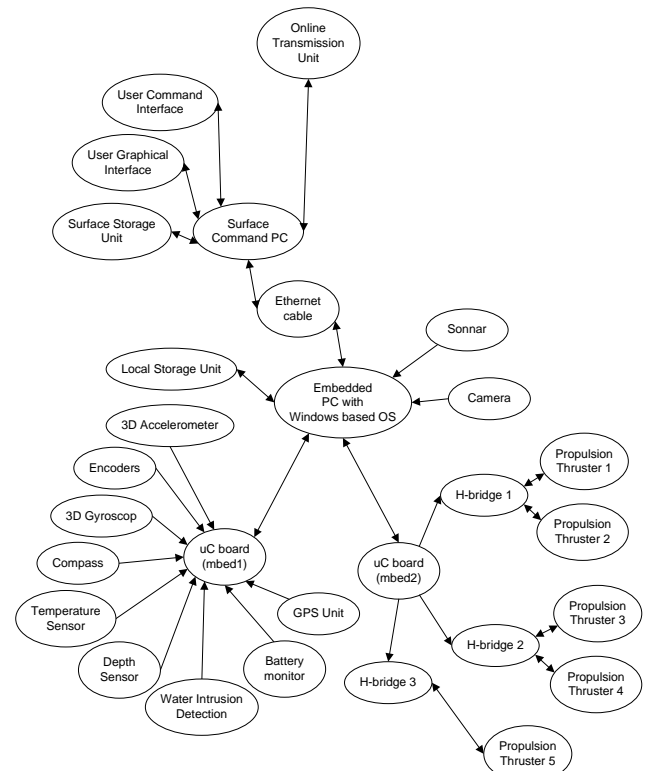 Online
Transmission
Unit
User Command
Interface
User Graphical
Interface
Surface Storage
Unit
Surface
Command PC
Ethernet
cable
Sonnar
Local Storage Unit
Embedded
PC with
Windows based OS
Camera
3D Accelerometer
Encoders
3D Gyroscop
Compass
Temperature
Sensor
Depth
Sensor
Water Intrusion
Detection
Battery
monitor
GPS Unit
uC board
(mbed1)
uC board
(mbed2)
H-bridge 1
Propulsion
Thruster 1
Propulsion
Thruster 2
H-bridge 2
Propulsion
Thruster 3
Propulsion
Thruster 4
H-bridge 3
Propulsion
Thruster 5